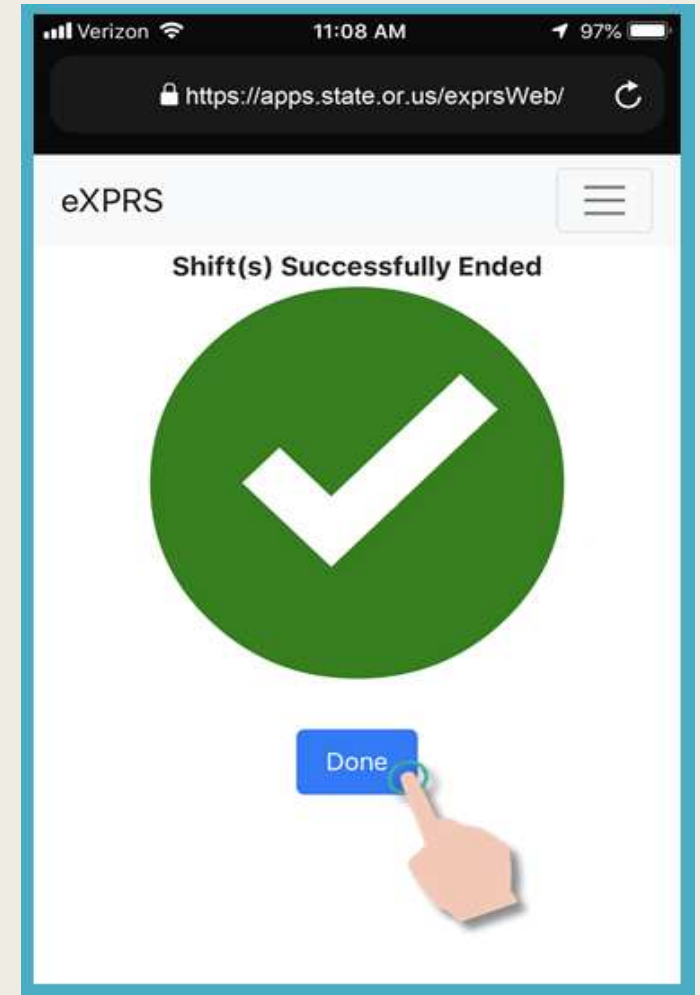 Verizon 11:08 AM 97%
https://apps.state.or.us/exprsWeb/
eXPRS
Shift(s) Successfully Ended
Done